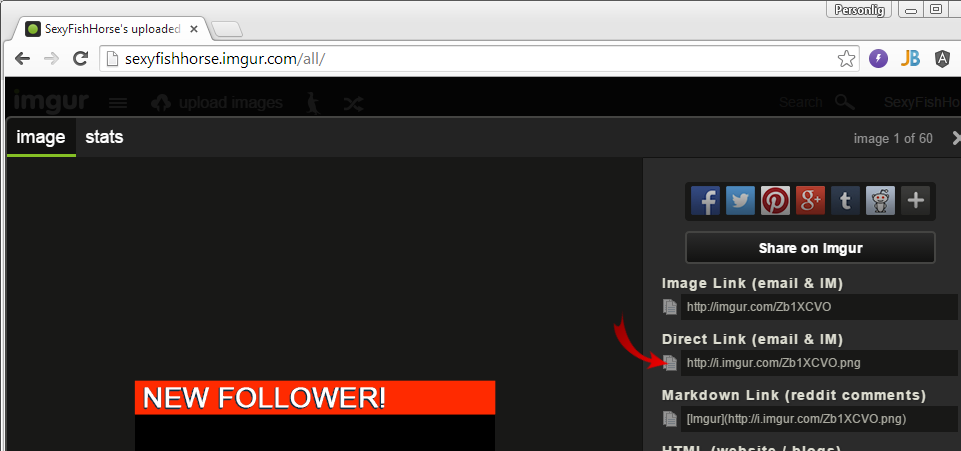 Personlig
SexyFishHorse's uploaded
sexyfishhorse.imgur.com/all/
JB
A
imgur
upload images
Search
SexyFishHo
image
stats
image 1 of 60
f
g+
t
+
Share on Imgur
Image Link (email & IM)
http://imgur.com/Zb1XCVO
Direct Link (email & IM)
http://i.imgur.com/Zb1XCVO.png
Markdown Link (reddit comments)
[Imgur](http://i.imgur.com/Zb1XCVO.png)
HTML (website / blogs)
NEW FOLLOWER!